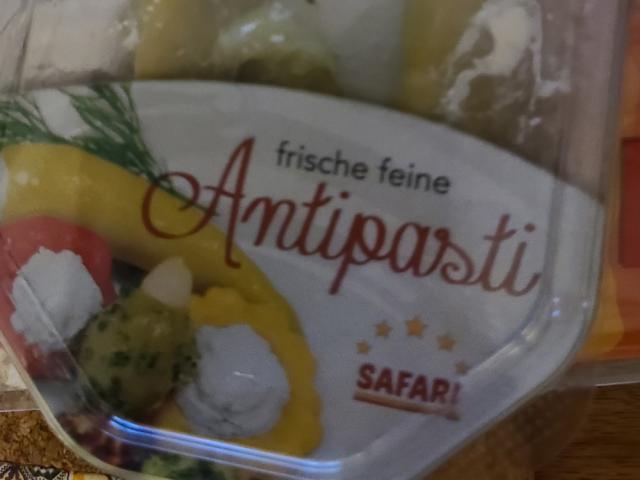 frische feine
Antipasti
SAFARI